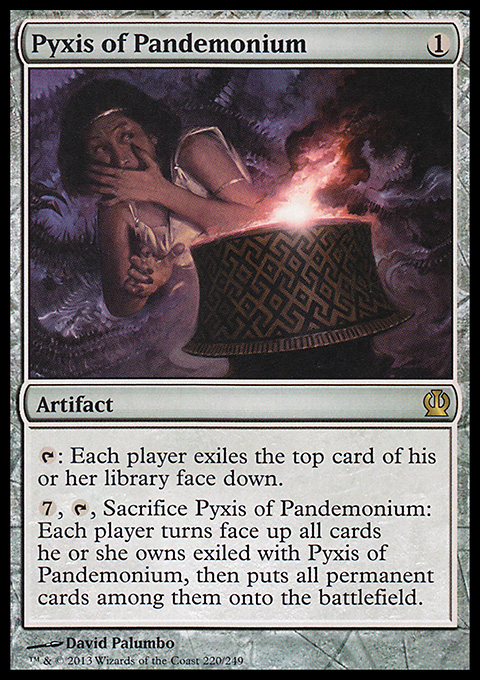 Pyxis of Pandemonium 1
Artifact
: Each player exiles the top card of his
or her library face down.
7, , Sacrifice Pyxis of Pandemonium:
Each player turns face up all cards
he or she owns exiled with Pyxis of
Pandemonium, then puts all permanent
cards among them onto the battlefield.
David Palumbo
™ & © 2013 Wizards of the Coast 220/249